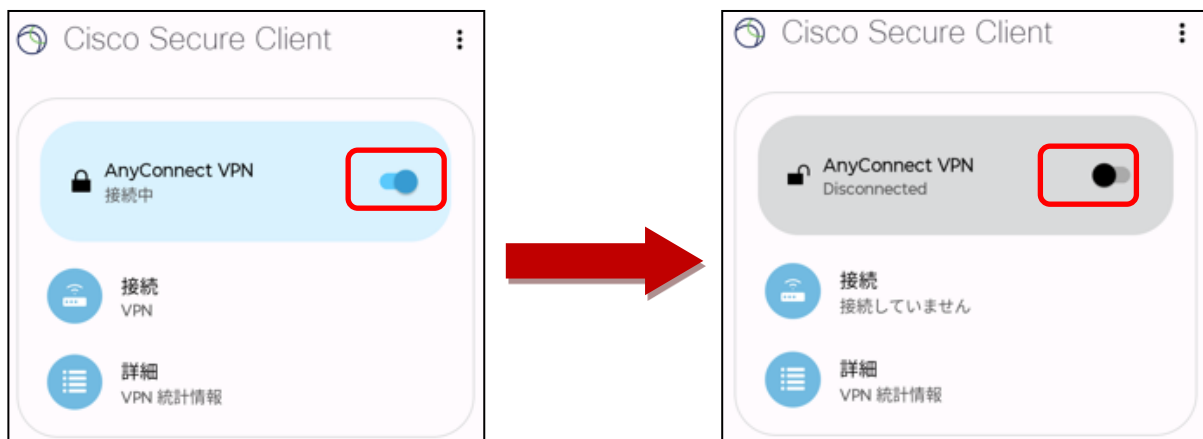 Cisco Secure Client
AnyConnect VPN
接続中
接続
VPN
詳細
VPN 統計情報
Cisco Secure Client
AnyConnect VPN
Disconnected
接続
接続していません
詳細
VPN 統計情報